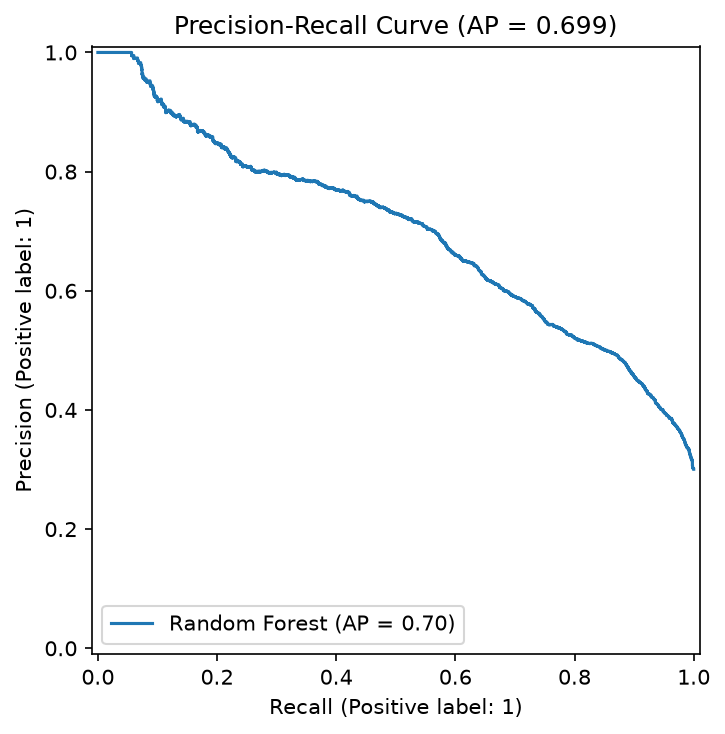 Precision-Recall Curve (AP = 0.699)
1.0
0.8
0.6
0.4
0.2
0.0
Precision (Positive label: 1)
Random Forest (AP = 0.70)
0.0 0.2 0.4 0.6 0.8 1.0
Recall (Positive label: 1)